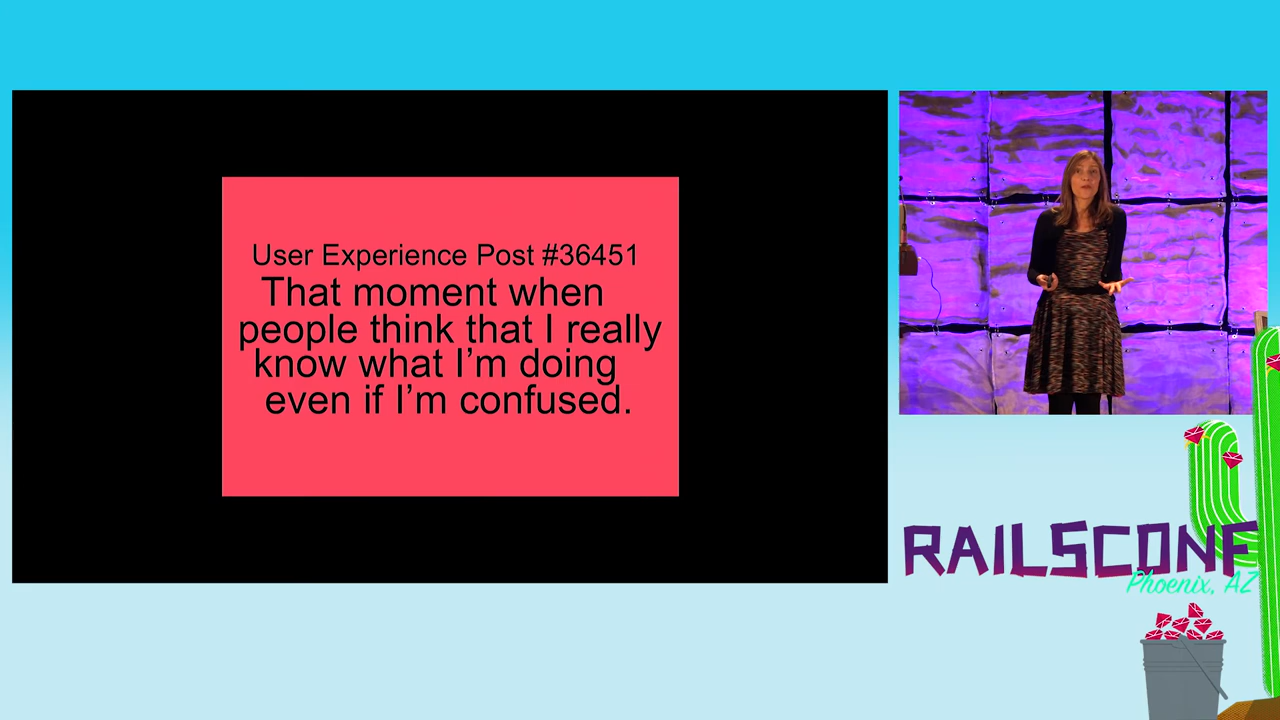 User Experience Post #36451
That moment when
people think that I really
know what I'm doing
even if I'm confused.
RAILSCONF
Phoenix, AZ